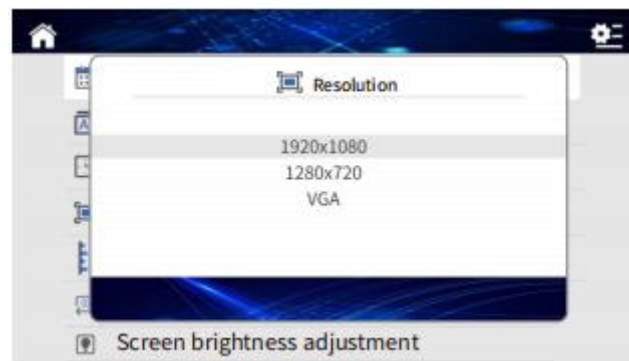 Resolution
1920x1080
1280x720
VGA
Screen brightness adjustment